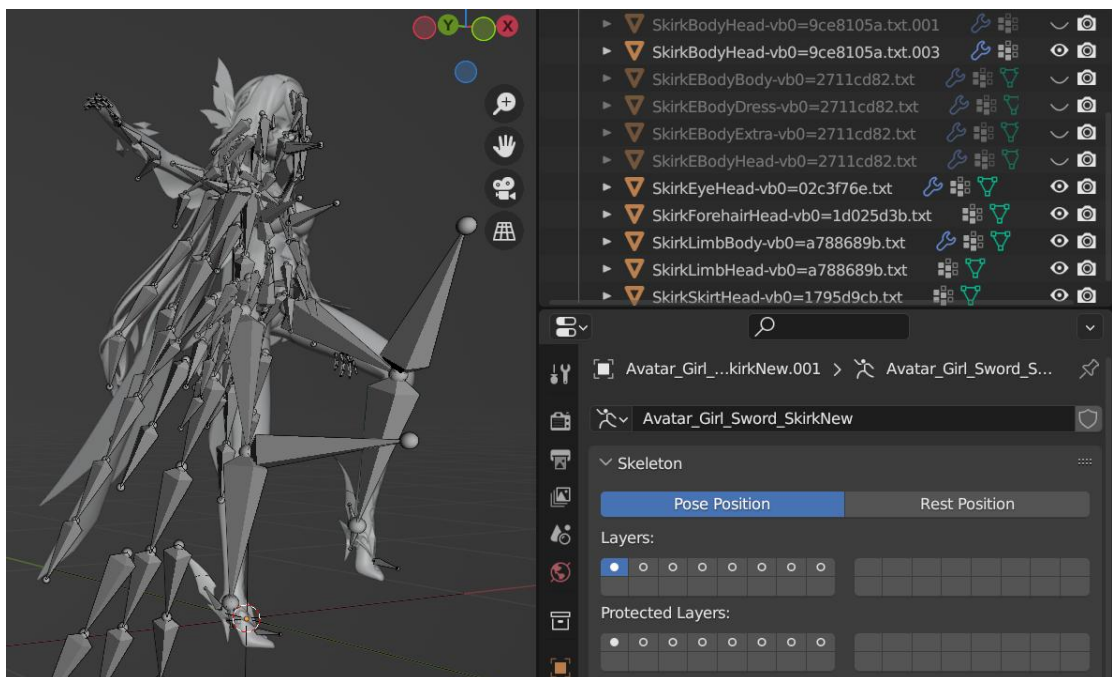 Y
X
SkirkBodyHead-vb0=9ce8105a.txt.001
SkirkBodyHead-vb0=9ce8105a.txt.003
SkirkEBodyBody-vb0=2711cd82.txt
SkirkEBodyDress-vb0=2711cd82.txt
SkirkEBodyExtra-vb0=2711cd82.txt
SkirkEBodyHead-vb0=2711cd82.txt
SkirkEyeHead-vb0=02c3f76e.txt
SkirkForehairHead-vb0=1d025d3b.txt
SkirkLimbBody-vb0=a788689b.txt
SkirkLimbHead-vb0=a788689b.txt
SkirkSkirtHead-vb0=1795d9cb.txt
Avatar_Girl_...kirkNew.001 > Avatar_Girl_Sword_S...
Avatar_Girl_Sword_SkirkNew
Skeleton
Pose Position Rest Position
Layers:
Protected Layers: